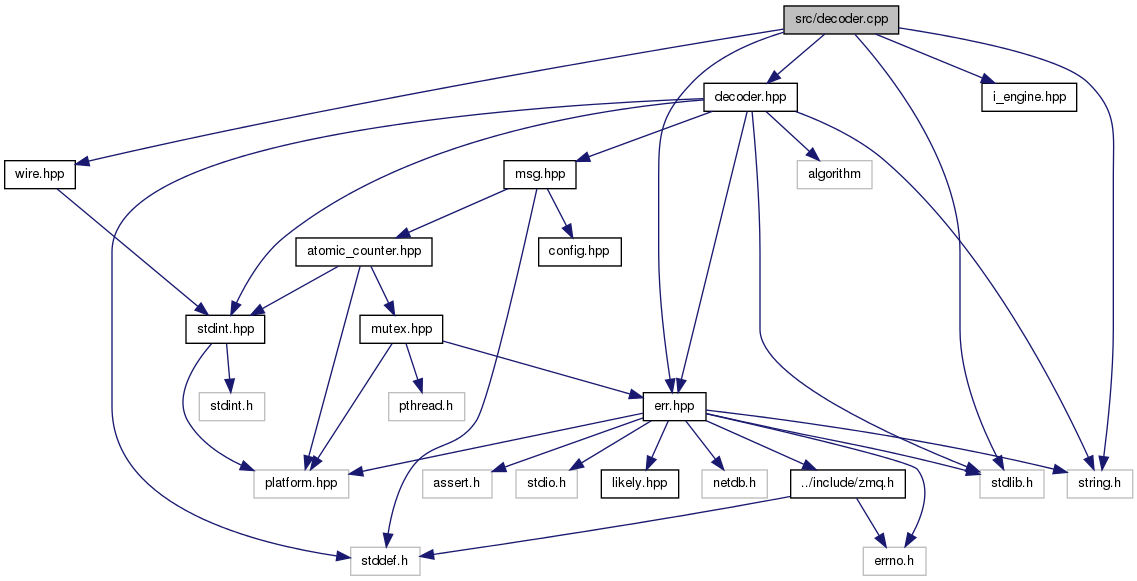 src/decoder.cpp
decoder.hpp
i_engine.hpp
wire.hpp
msg.hpp
algorithm
atomic_counter.hpp
config.hpp
stdint.hpp
mutex.hpp
stdint.h
pthread.h
err.hpp
platform.hpp
assert.h
stdio.h
likely.hpp
netdb.h
../include/zmq.h
stdlib.h
string.h
stddef.h
errno.h